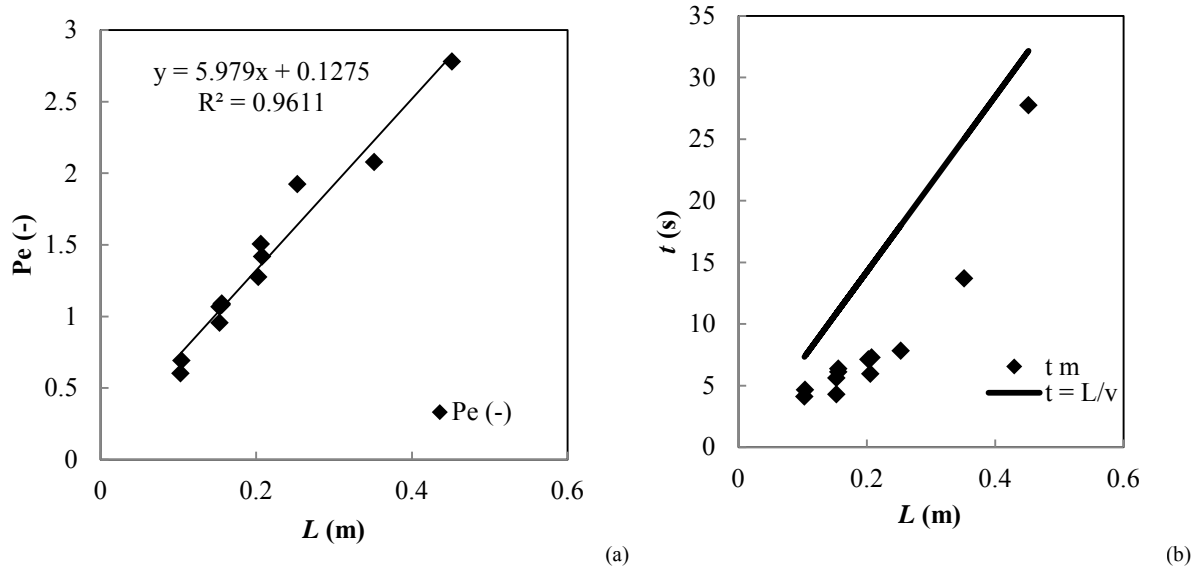 3
2.5
2
1.5
1
0.5
0
Pe (-)
y = 5.979x + 0.1275
R² = 0.9611
Pe (-)
0
0.2
0.4
0.6
L (m)
(a)
35
30
25
20
15
10
5
0
t (s)
t m
t = L/v
0
0.2
0.4
0.6
L (m)
(b)